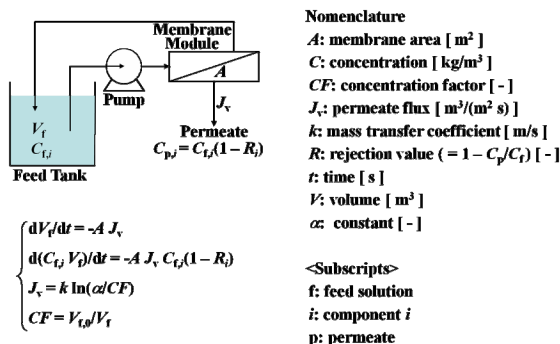 Membrane
Module
A
Pump
Jv
Permeate
Cp,i = Cf,i(1 – Ri)
Vf
Cf,i
Feed Tank
dVf/dt = -A Jv
d(Cf,i Vf)/dt = -A Jv Cf,i(1 – Ri)
Jv = k ln(α/CF)
CF = Vf,0/Vf
Nomenclature
A: membrane area [ m² ]
C: concentration [ kg/m³ ]
CF: concentration factor [ - ]
Jv: permeate flux [ m³/(m² s) ]
k: mass transfer coefficient [ m/s ]
R: rejection value ( = 1 – Cp/Cf) [ - ]
t: time [ s ]
V: volume [ m³ ]
α: constant [ - ]
<Subscripts>
f: feed solution
i: component i
p: permeate